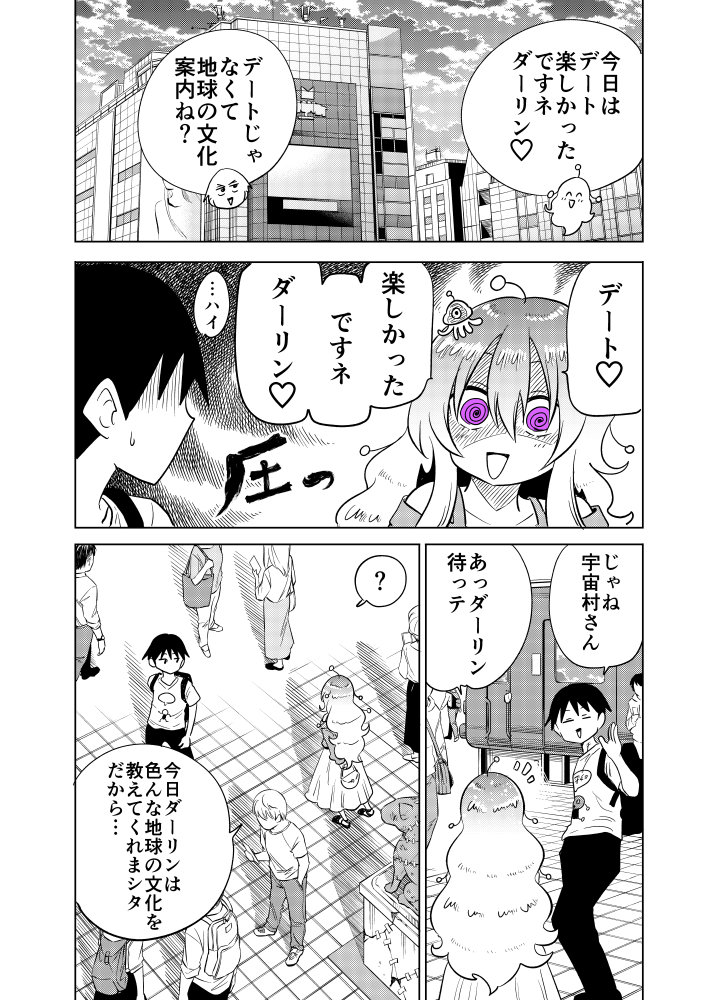 今日は
デート
楽しかった
ですネ
ダーリン♡
デートじゃ
なくて
地球の文化
案内ね?
デート♡
楽しかった
ですネ
ダーリン♡
…ハイ
圧っ
じゃね
宇宙村さん
あっダーリン
待っテ
?
今日ダーリンは
色んな地球の文化を
教えてくれまシタ
だから…